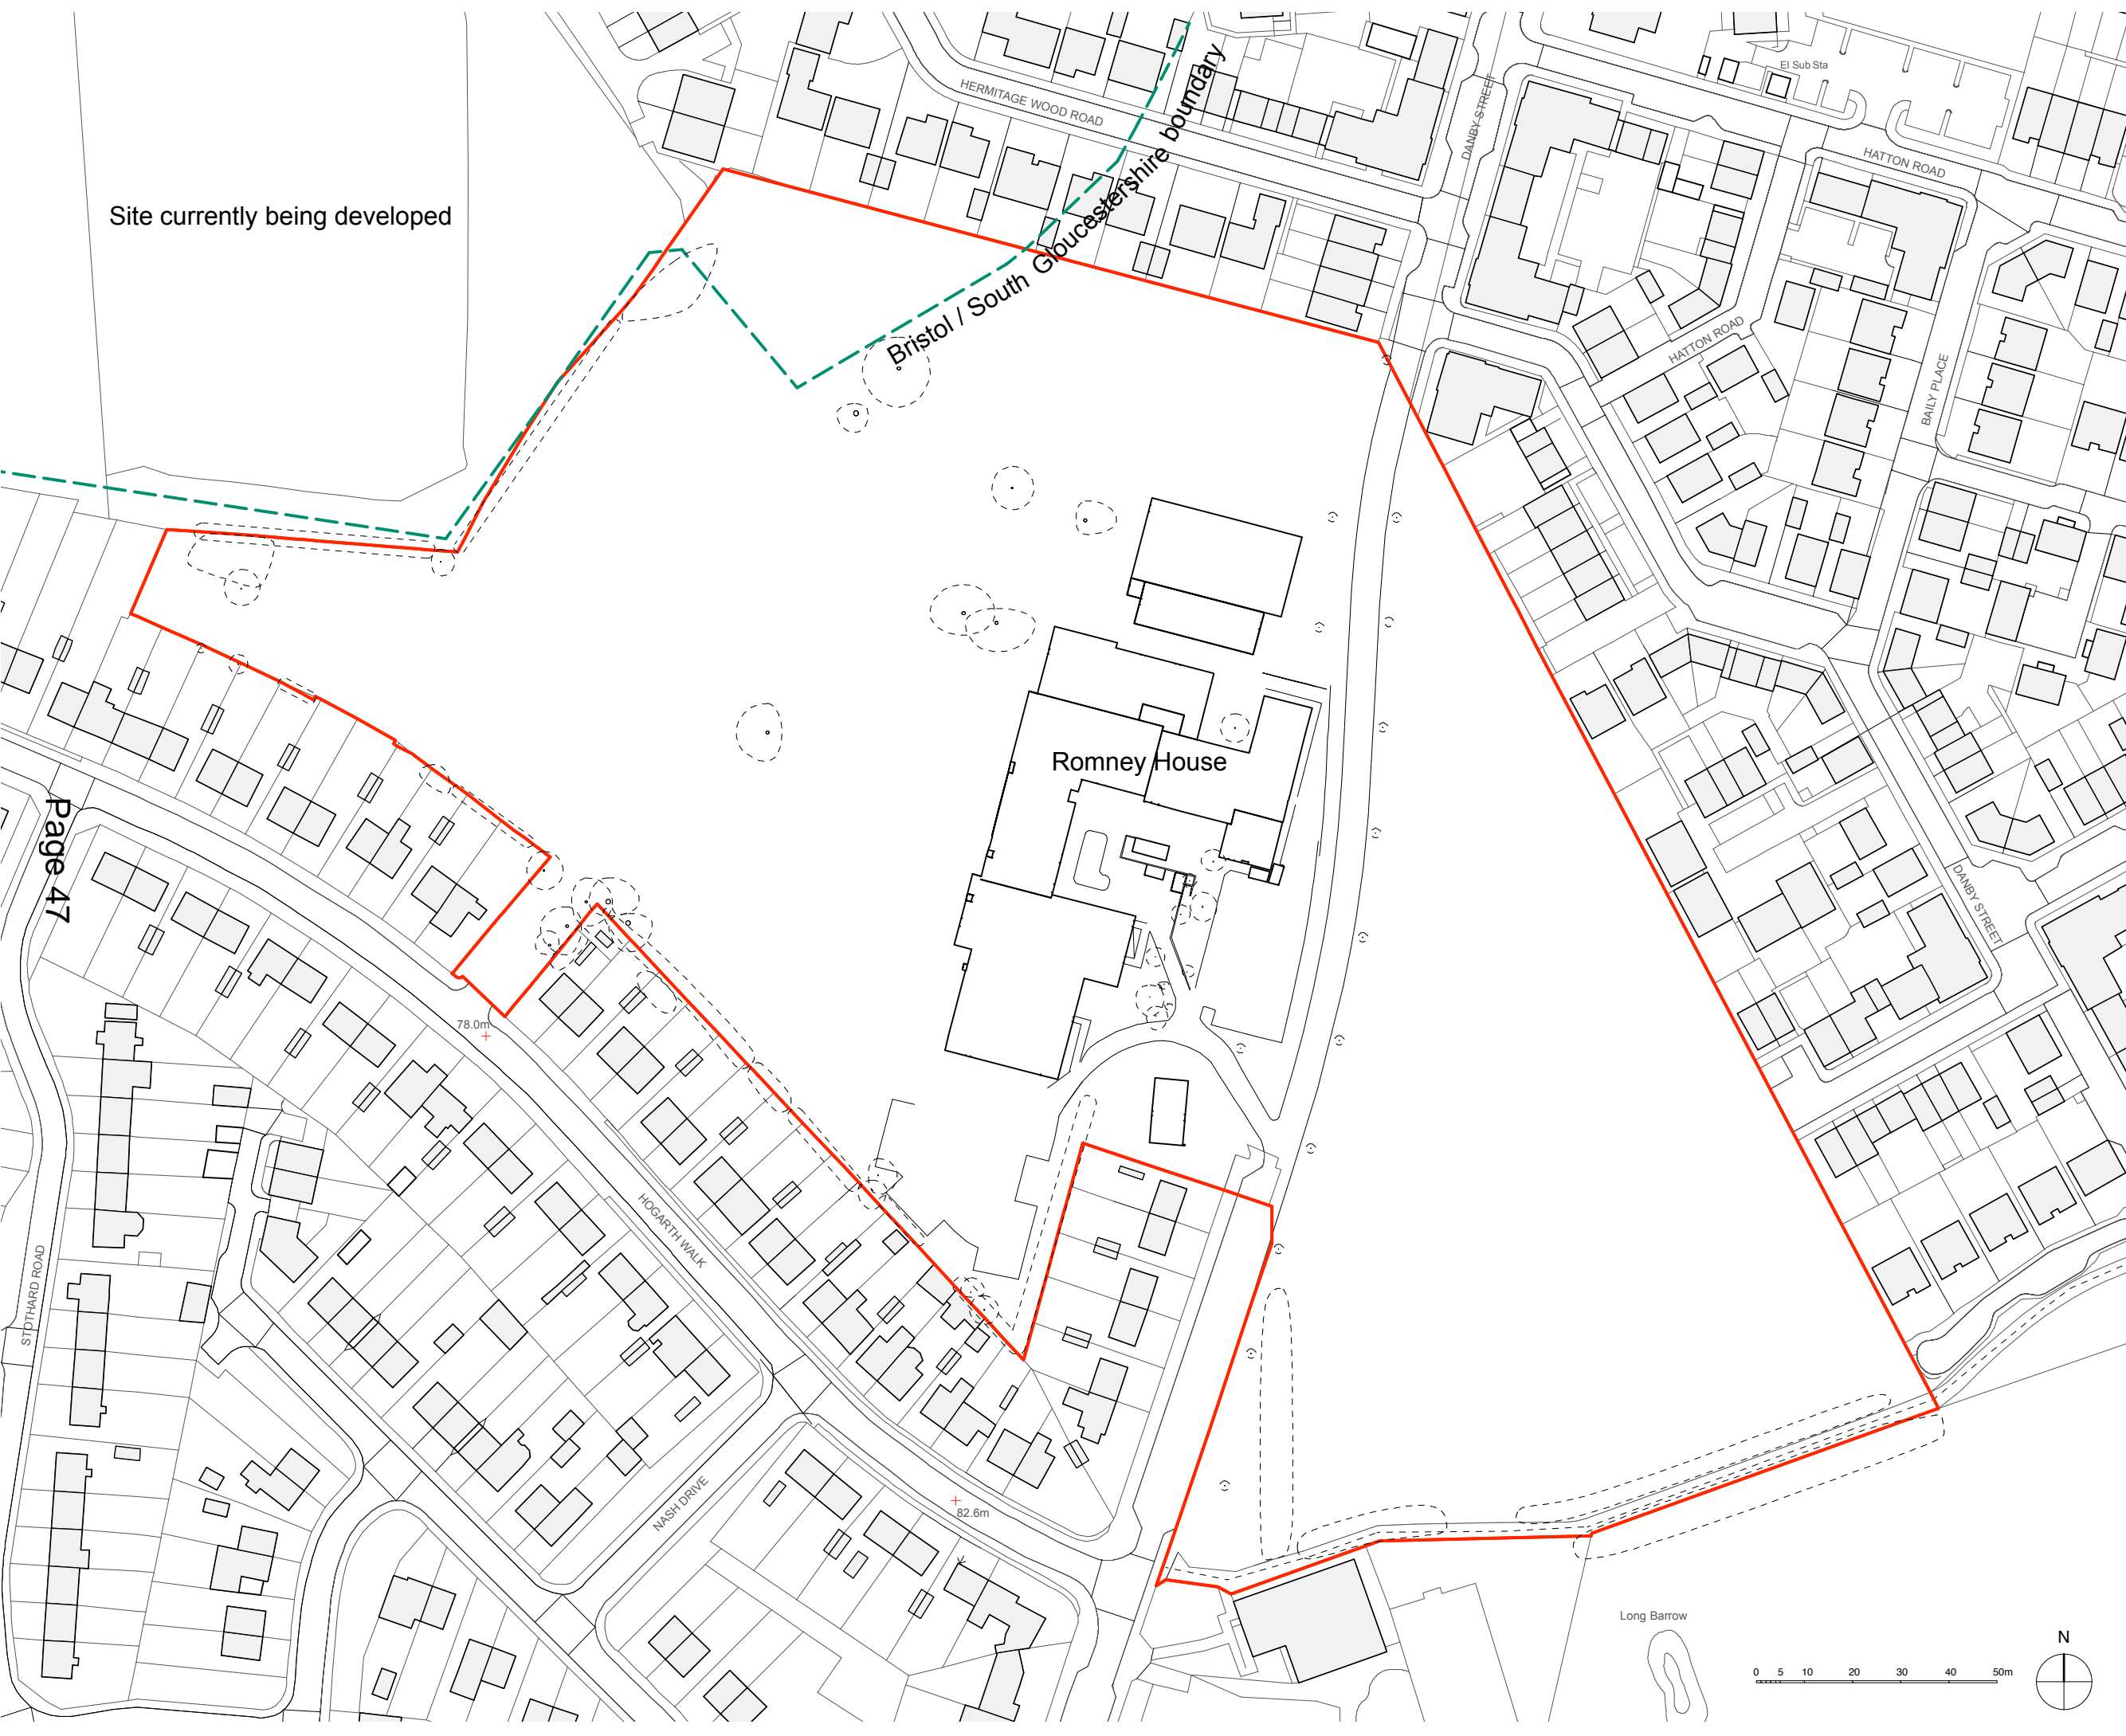 El Sub Sta
HERMITAGE WOOD ROAD
DANBY STREET
HATTON ROAD
Site currently being developed
Bristol / South Gloucestershire boundary
HATTON ROAD
BAILY PLACE
Romney House
Page 47
DANBY STREET
78.0m
HOGARTH WALK
STOTHARD ROAD
NASH DRIVE
82.6m
Long Barrow
N
0 5 10 20 30 40 50m